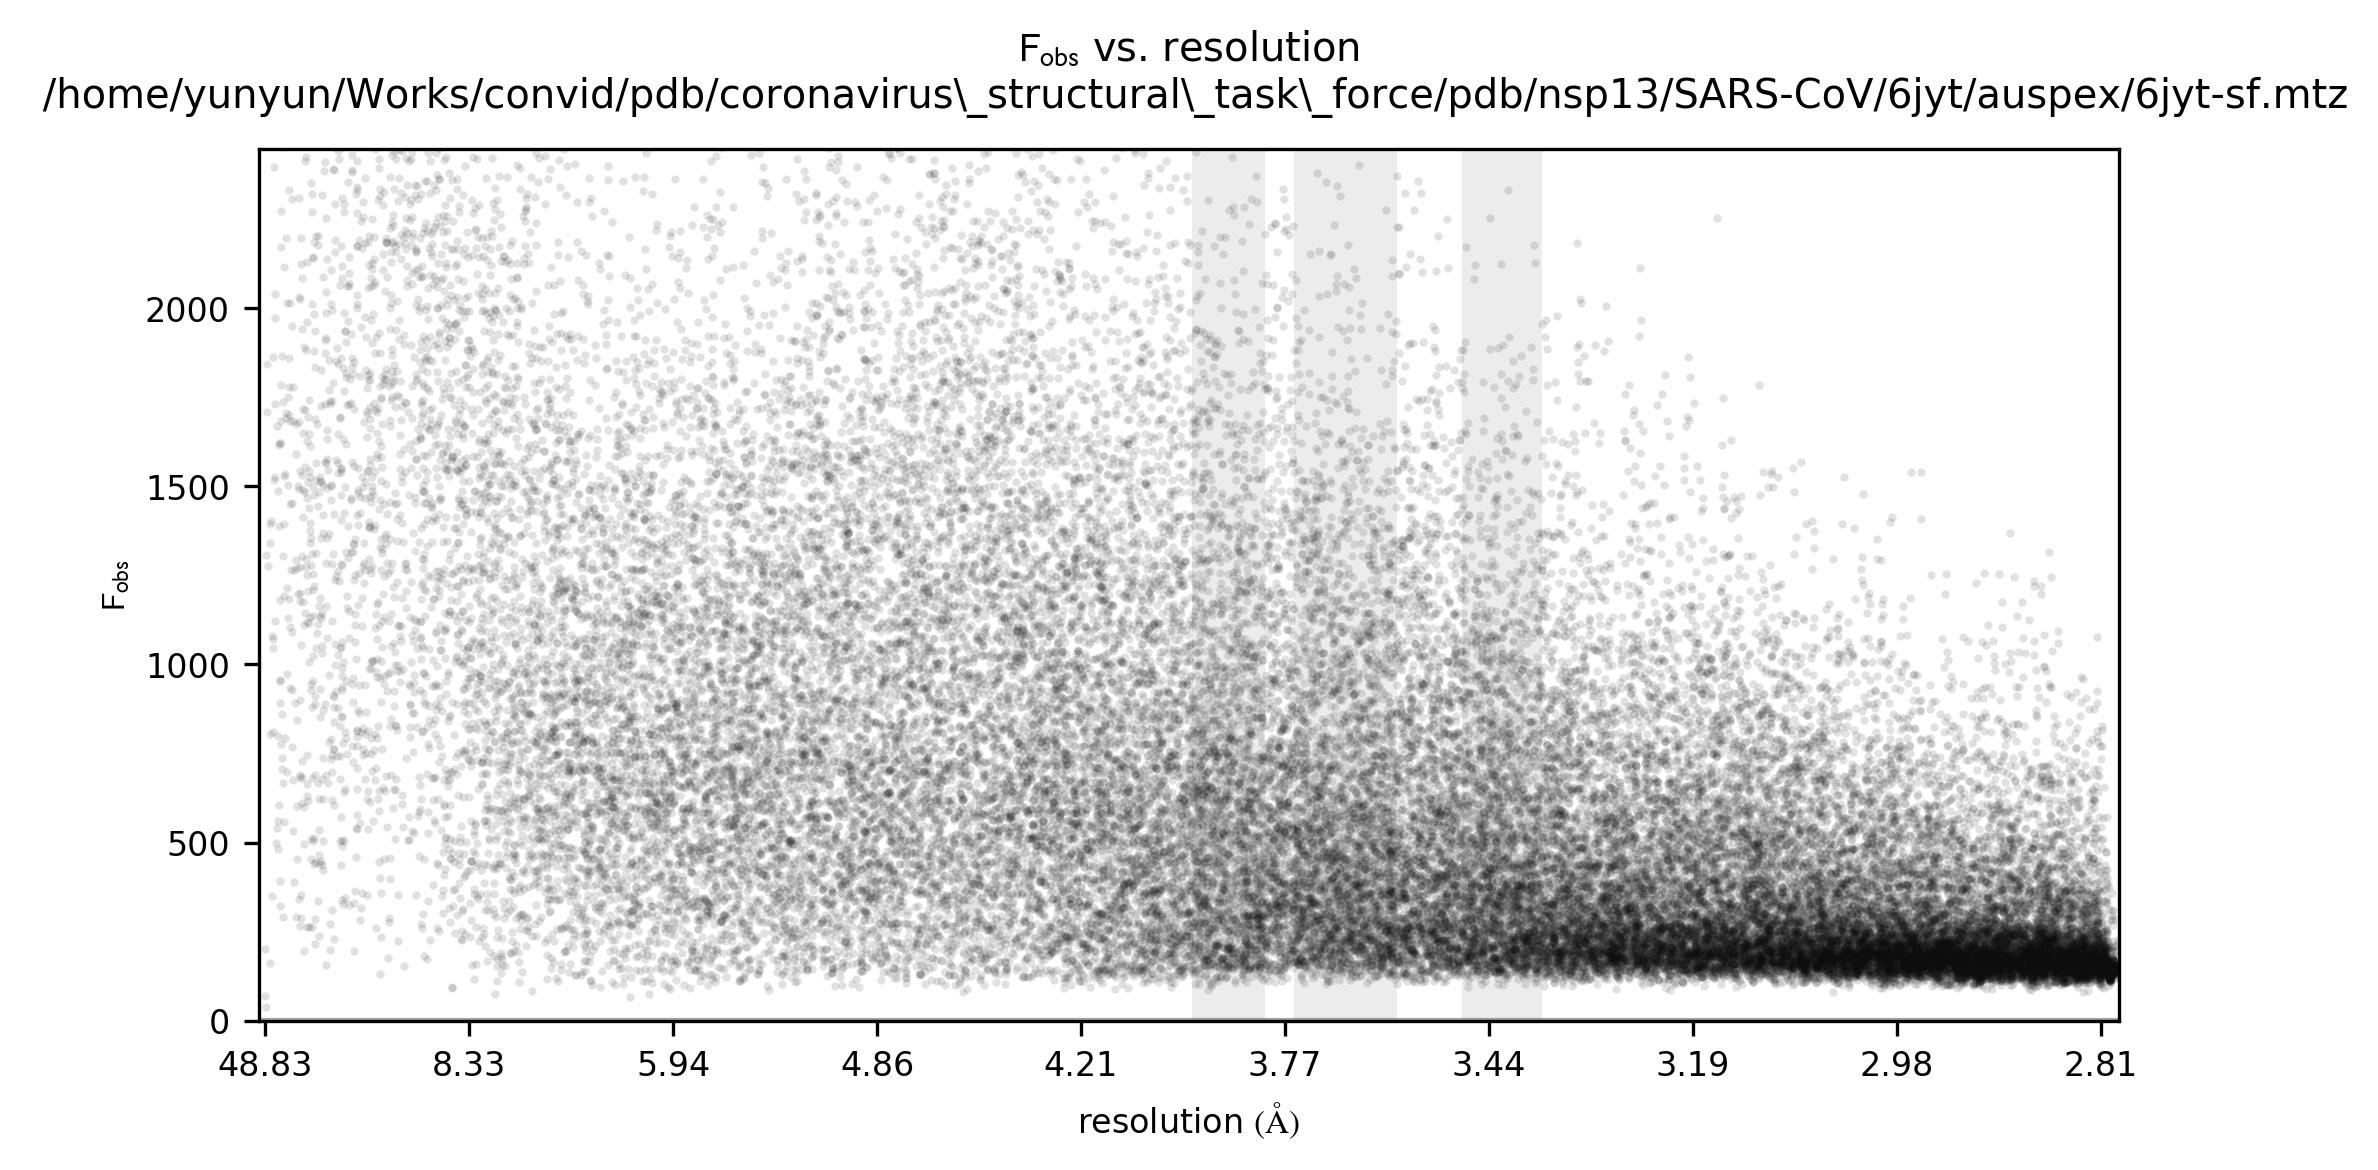 Fobs vs. resolution
/home/yunyun/Works/convid/pdb/coronavirus\_structural\_task\_force/pdb/nsp13/SARS-CoV/6jyt/auspex/6jyt-sf.mtz
2000
1500
Fobs
1000
500
0
48.83 8.33 5.94 4.86 4.21 3.77 3.44 3.19 2.98 2.81
resolution (Å)